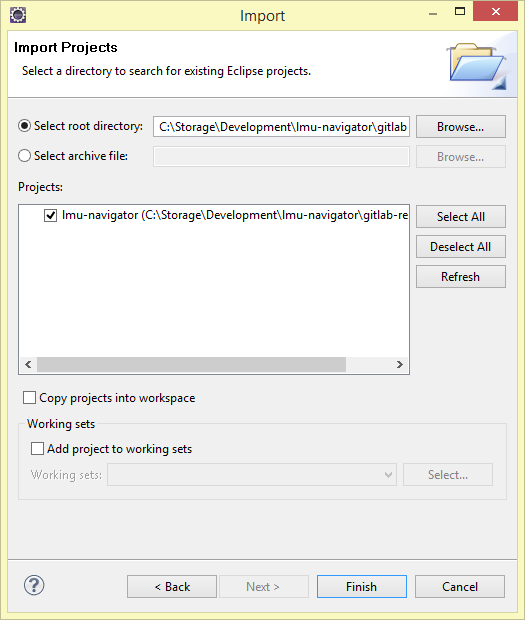 Import
Import Projects
Select a directory to search for existing Eclipse projects.
Select root directory: C:\Storage\Development\Imu-navigator\gitlab Browse...
Select archive file: Browse...
Projects:
Imu-navigator (C:\Storage\Development\Imu-navigator\gitlab-re
Select All
Deselect All
Refresh
Copy projects into workspace
Working sets
Add project to working sets
Working sets: Select...
? < Back Next > Finish Cancel